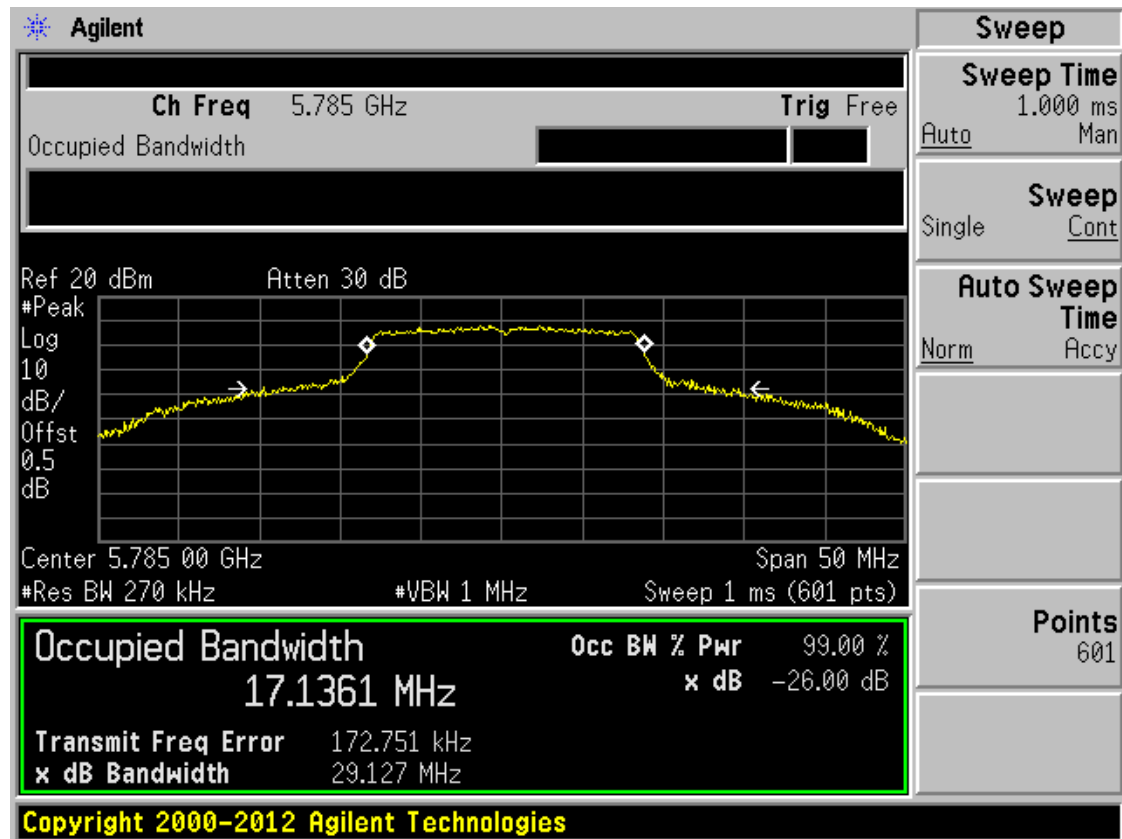 Agilent
Sweep
Ch Freq 5.785 GHz Trig Free
Occupied Bandwidth
Sweep Time
1.000 ms
Auto Man
Sweep
Single Cont
Auto Sweep
Time
Norm Accy
Ref 20 dBm Atten 30 dB
#Peak
Log
10
dB/
Offst
0.5
dB
Center 5.785 00 GHz Span 50 MHz
#Res BW 270 kHz #VBW 1 MHz Sweep 1 ms (601 pts)
Points
601
Occupied Bandwidth
17.1361 MHz
Occ BW % Pwr 99.00 %
x dB -26.00 dB
Transmit Freq Error 172.751 kHz
x dB Bandwidth 29.127 MHz
Copyright 2000-2012 Agilent Technologies